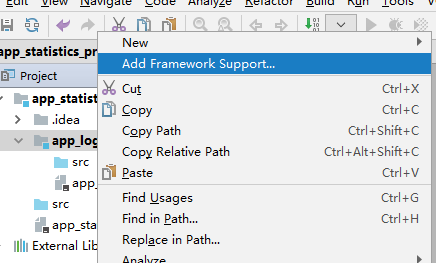 Edit View Navigate Code Analyze Refactor Build Run Tools
app_statistics_pr
New
Add Framework Support...
Project
Cut Ctrl+X
app_statist
Copy Ctrl+C
.idea
Copy Path Ctrl+Shift+C
app_log
Copy Relative Path Ctrl+Alt+Shift+C
src
Paste Ctrl+V
app_
Find Usages Ctrl+G
src
Find in Path... Ctrl+H
app_sta
Replace in Path...
External Lib
Analyze